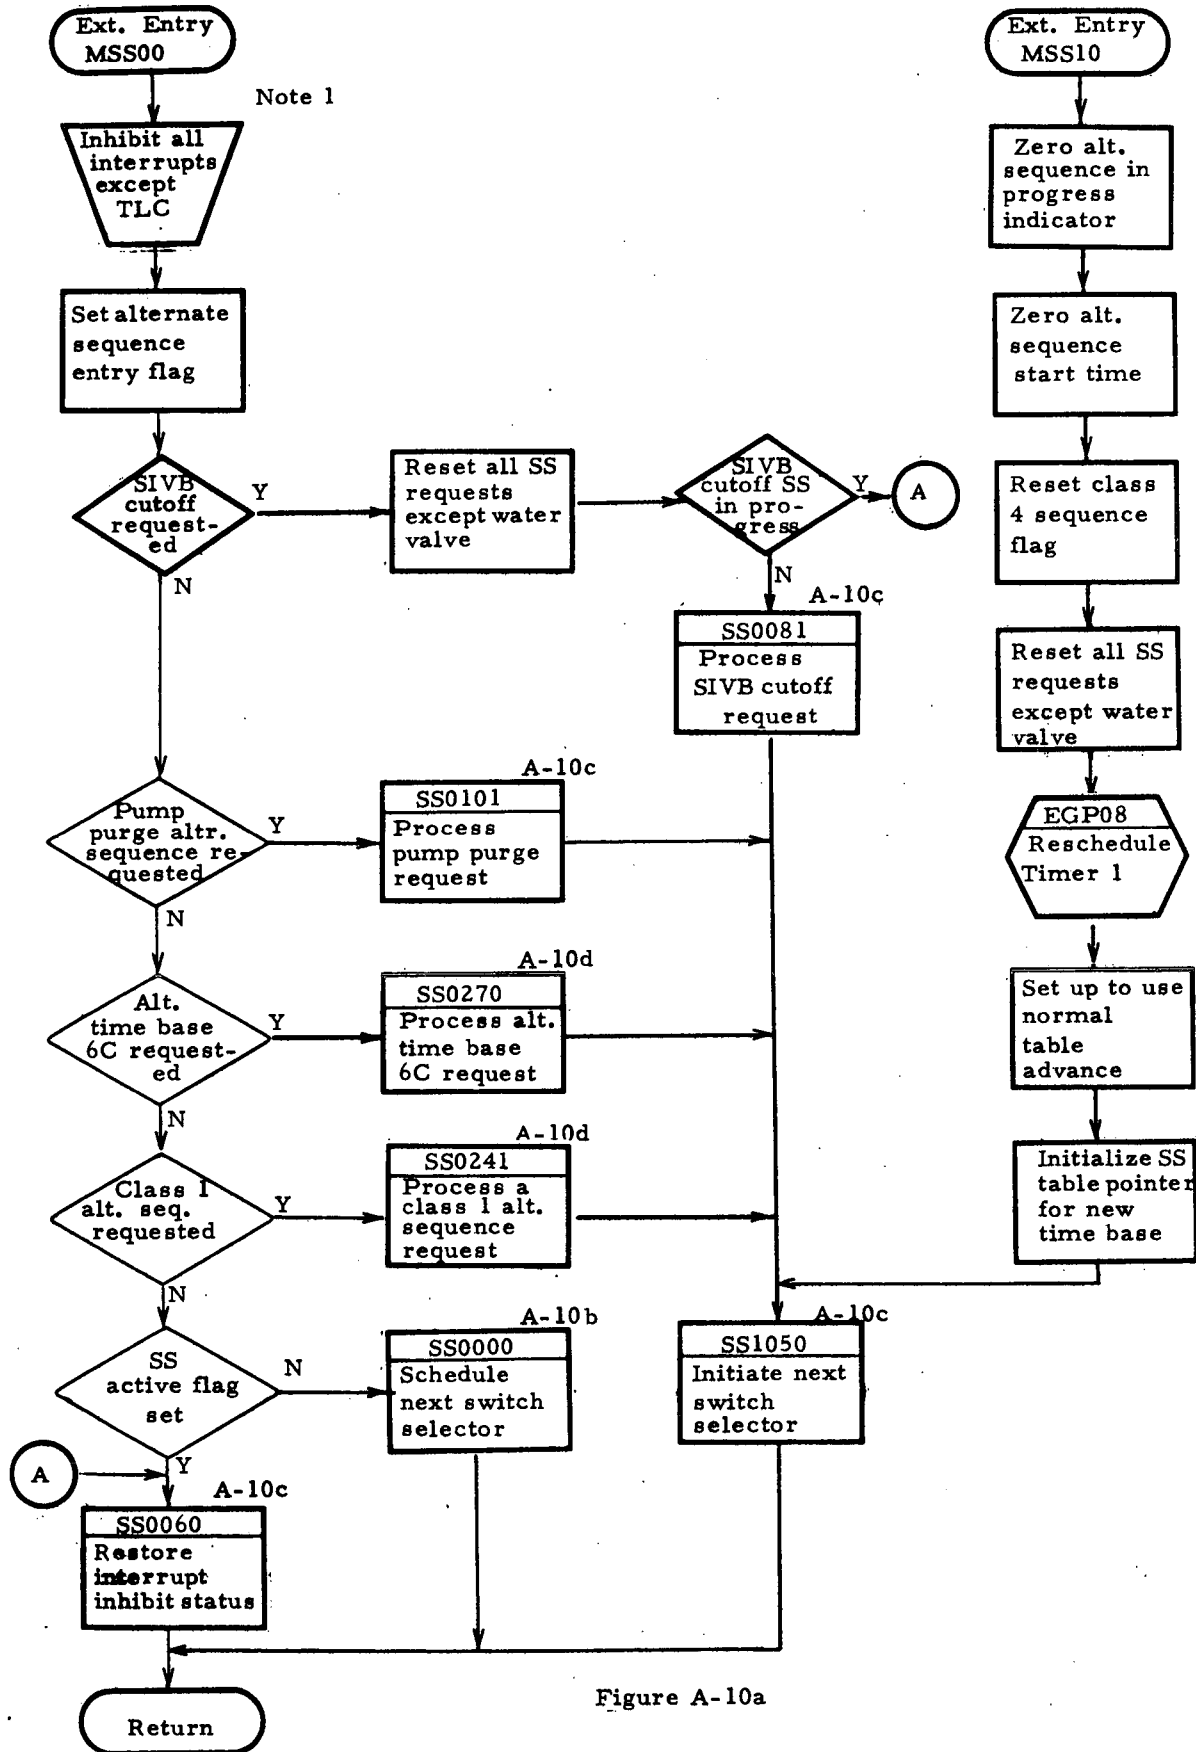 Ext. Entry
MSS00
Note 1
Inhibit all
interrupts
except
TLC
Set alternate
sequence
entry flag
SIVB
cutoff
request-
ed
Y
N
Reset all SS
requests
except water
valve
SIVB
cutoff SS
in pro-
gress
Y
A
N
A-10c
SS0081
Process
SIVB cutoff
request
Pump
purge altr.
sequence re-
quested
Y
N
A-10c
SS0101
Process
pump purge
request
Alt.
time base
6C request-
ed
Y
N
A-10d
SS0270
Process alt.
time base
6C request
Class 1
alt. seq.
requested
Y
N
A-10d
SS0241
Process a
class 1 alt.
sequence
request
SS
active flag
set
N
Y
A-10b
SS0000
Schedule
next switch
selector
A-10c
SS1050
Initiate next
switch
selector
A
A-10c
SS0060
Restore
interrupt
inhibit status
Return
Ext. Entry
MSS10
Zero alt.
sequence in
progress
indicator
Zero alt.
sequence
start time
Reset class
4 sequence
flag
Reset all SS
requests
except water
valve
EGP08
Reschedule
Timer 1
Set up to use
normal
table
advance
Initialize SS
table pointer
for new
time base
Figure A-10a